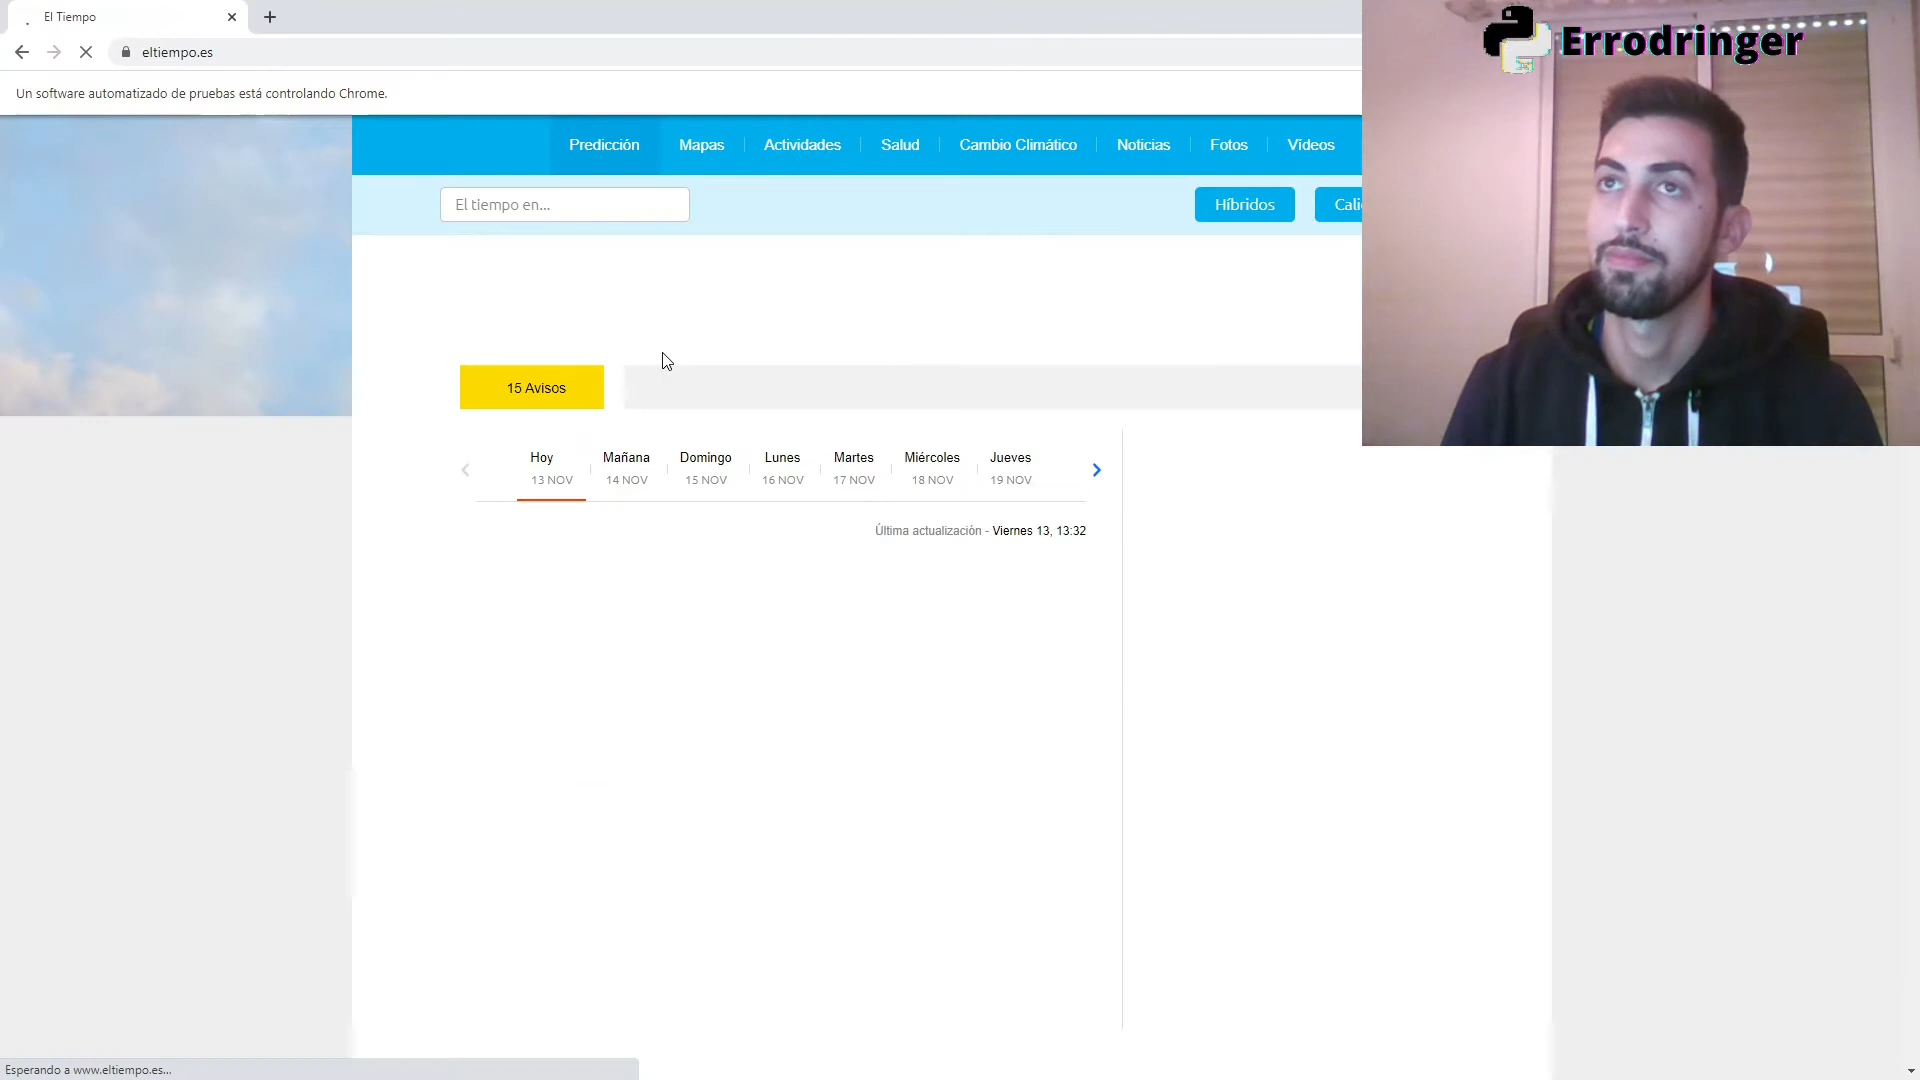 El Tiempo
eltiempo.es
Un software automatizado de pruebas está controlando Chrome.
Errodringer
Predicción Mapas Actividades Salud Cambio Climático Noticias Fotos Vídeos
El tiempo en... Híbridos Cali
15 Avisos
Hoy Mañana Domingo Lunes Martes Miércoles Jueves
13 NOV 14 NOV 15 NOV 16 NOV 17 NOV 18 NOV 19 NOV
Última actualización - Viernes 13, 13:32
Esperando a www.eltiempo.es...